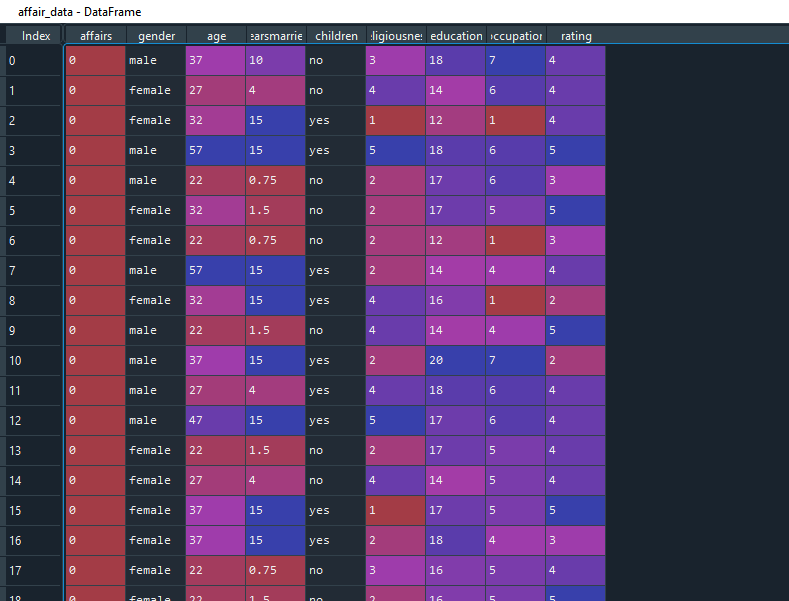 affair_data - DataFrame
Index affairs gender age earsmarrie children ligiousnes education occupation rating
0 0 male 37 10 no 3 18 7 4
1 0 female 27 4 no 4 14 6 4
2 0 female 32 15 yes 1 12 1 4
3 0 male 57 15 yes 5 18 6 5
4 0 male 22 0.75 no 2 17 6 3
5 0 female 32 1.5 no 2 17 5 5
6 0 female 22 0.75 no 2 12 1 3
7 0 male 57 15 yes 2 14 4 4
8 0 female 32 15 yes 4 16 1 2
9 0 male 22 1.5 no 4 14 4 5
10 0 male 37 15 yes 2 20 7 2
11 0 male 27 4 yes 4 18 6 4
12 0 male 47 15 yes 5 17 6 4
13 0 female 22 1.5 no 2 17 5 4
14 0 female 27 4 no 4 14 5 4
15 0 female 37 15 yes 1 17 5 5
16 0 female 37 15 yes 2 18 4 3
17 0 female 22 0.75 no 3 16 5 4
18 0 female 22 1.5 no 2 16 5 5